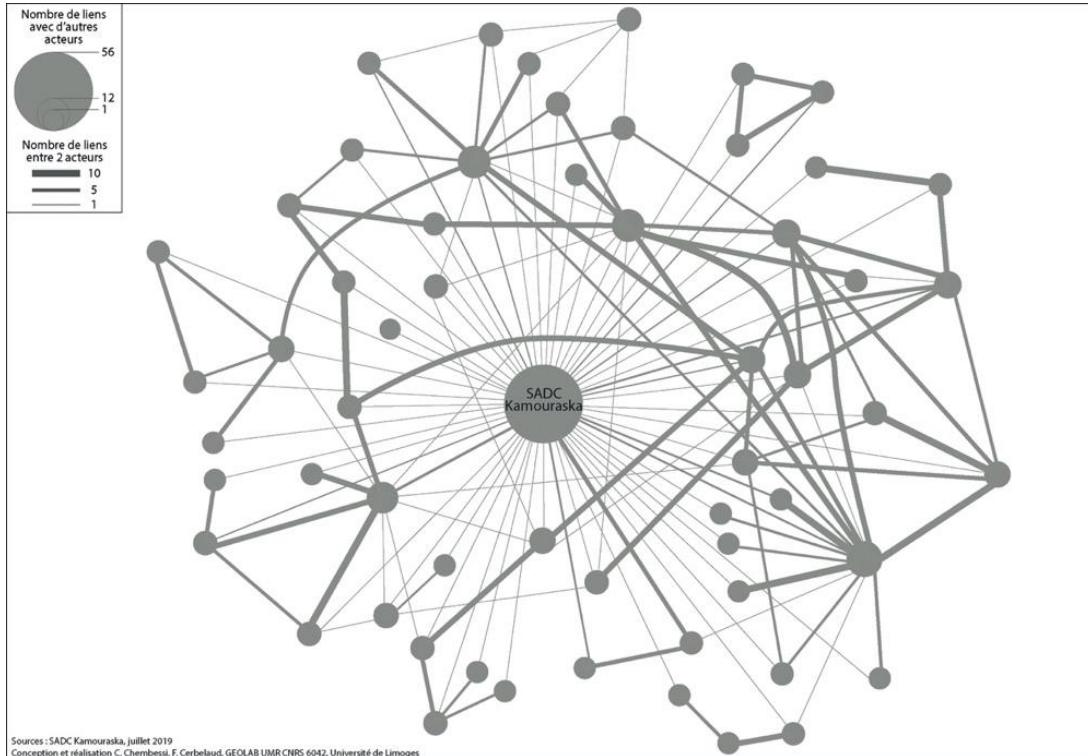 Nombre de liens
avec d'autres
acteurs
56
12
1
Nombre de liens
entre 2 acteurs
10
5
1
SADC
Kamouraska
Sources : SADC Kamouraska, juillet 2019
Conception et réalisation C. Chembessi, F. Cerbelaud, GEOLAB UMR CNRS 6042, Université de Limoges